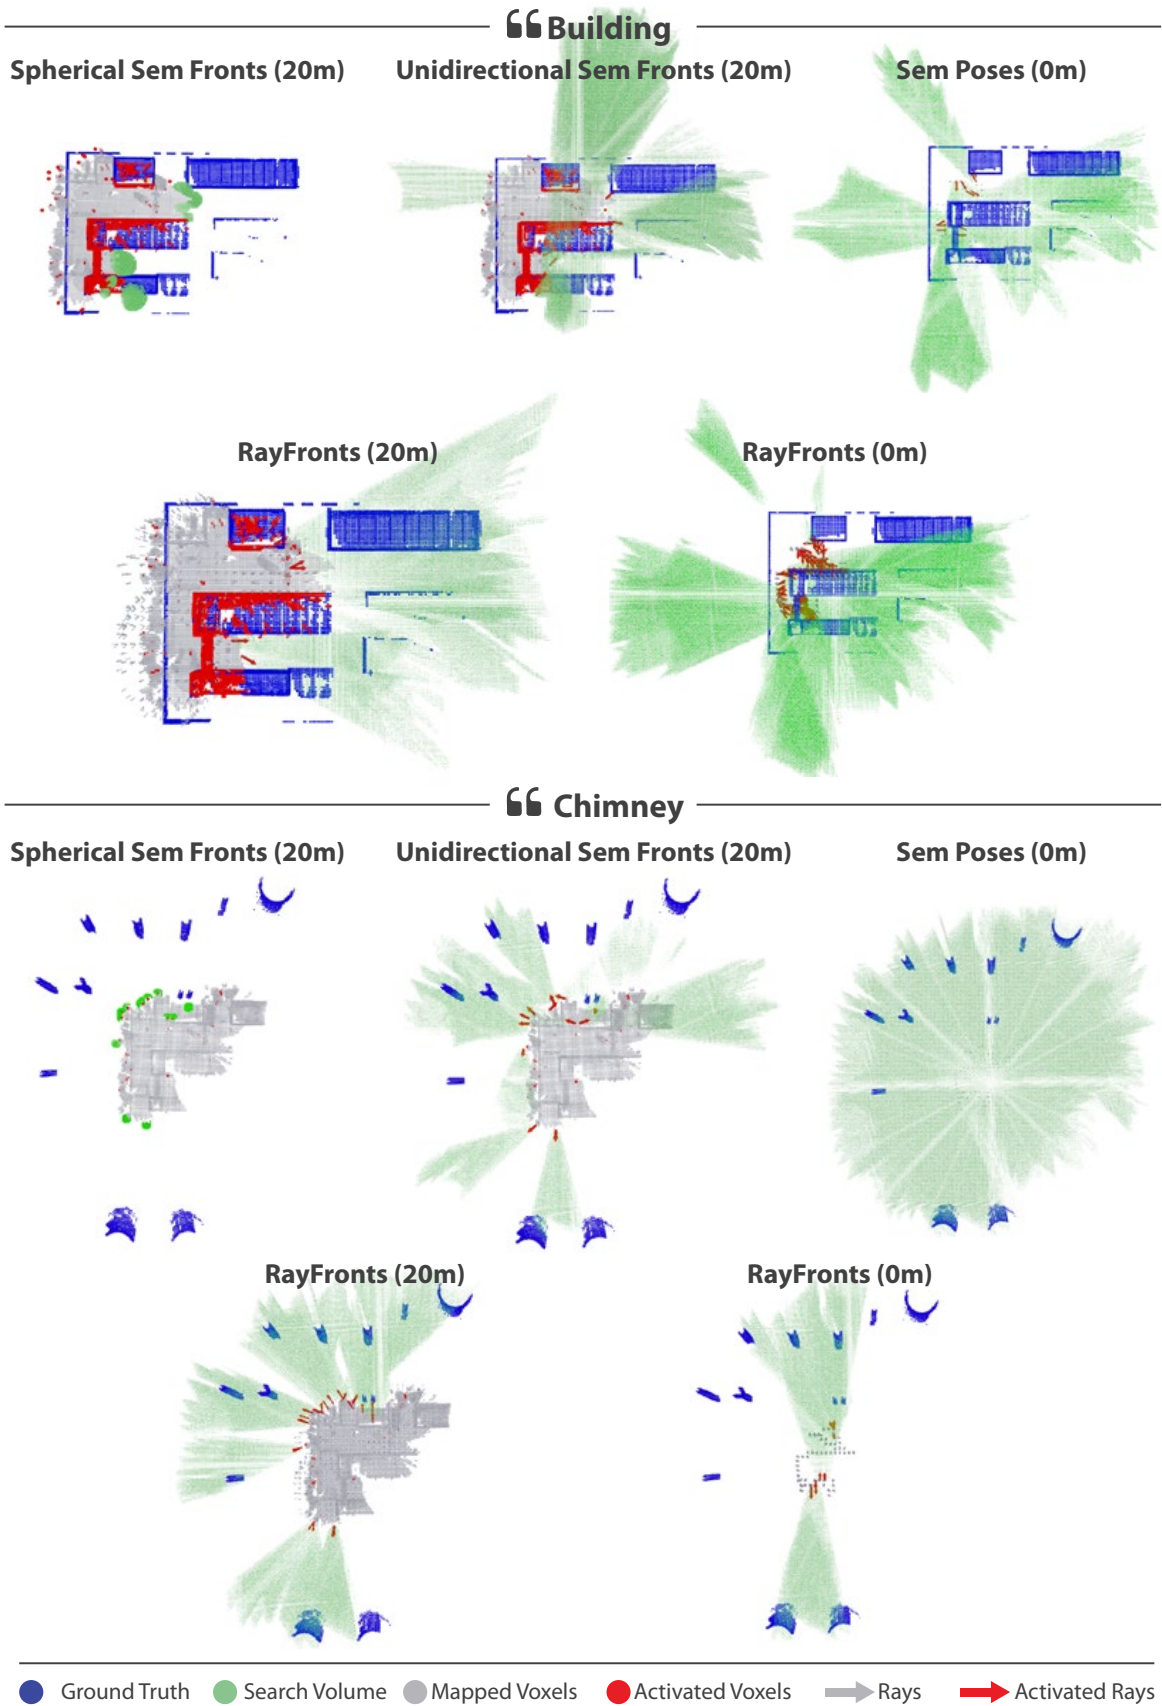 “ Building
Spherical Sem Fronts (20m)
Unidirectional Sem Fronts (20m)
Sem Poses (0m)
RayFronts (20m)
RayFronts (0m)
“ Chimney
Spherical Sem Fronts (20m)
Unidirectional Sem Fronts (20m)
Sem Poses (0m)
RayFronts (20m)
RayFronts (0m)
Ground Truth
Search Volume
Mapped Voxels
Activated Voxels
Rays
Activated Rays